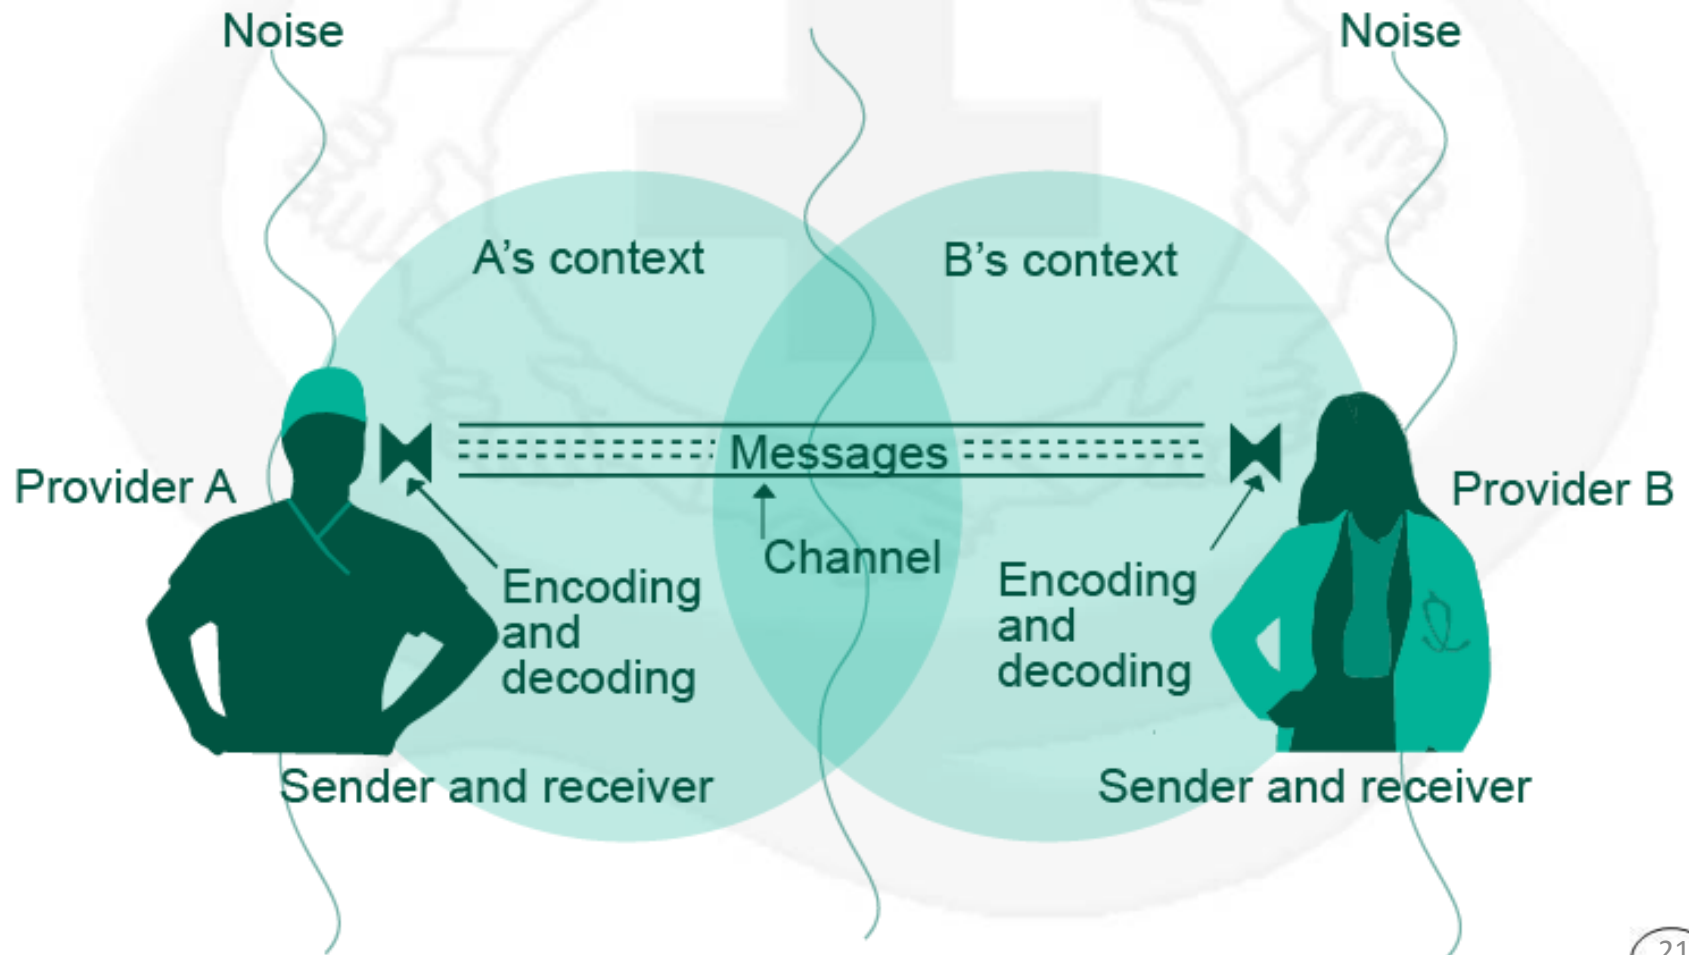 Noise
Noise
A’s context
B’s context
Messages
Provider A
Provider B
Channel
Encoding
and
decoding
Encoding
and
decoding
Sender and receiver
Sender and receiver
21